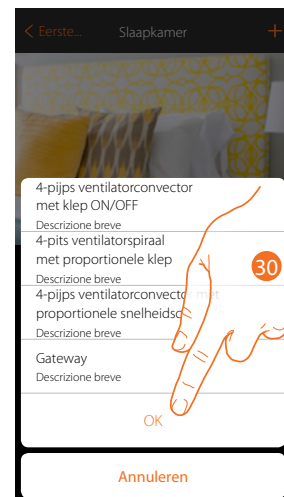 < Eerste... Slaapkamer +
4-pijps ventilatorconvector
met klep ON/OFF
Descrizione breve
4-pits ventilatorspiraal
met proportionele klep
Descrizione breve
30
4-pijps ventilatorconvector met
proportionele snelheidsc
Descrizione breve
Gateway
Descrizione breve
OK
Annuleren